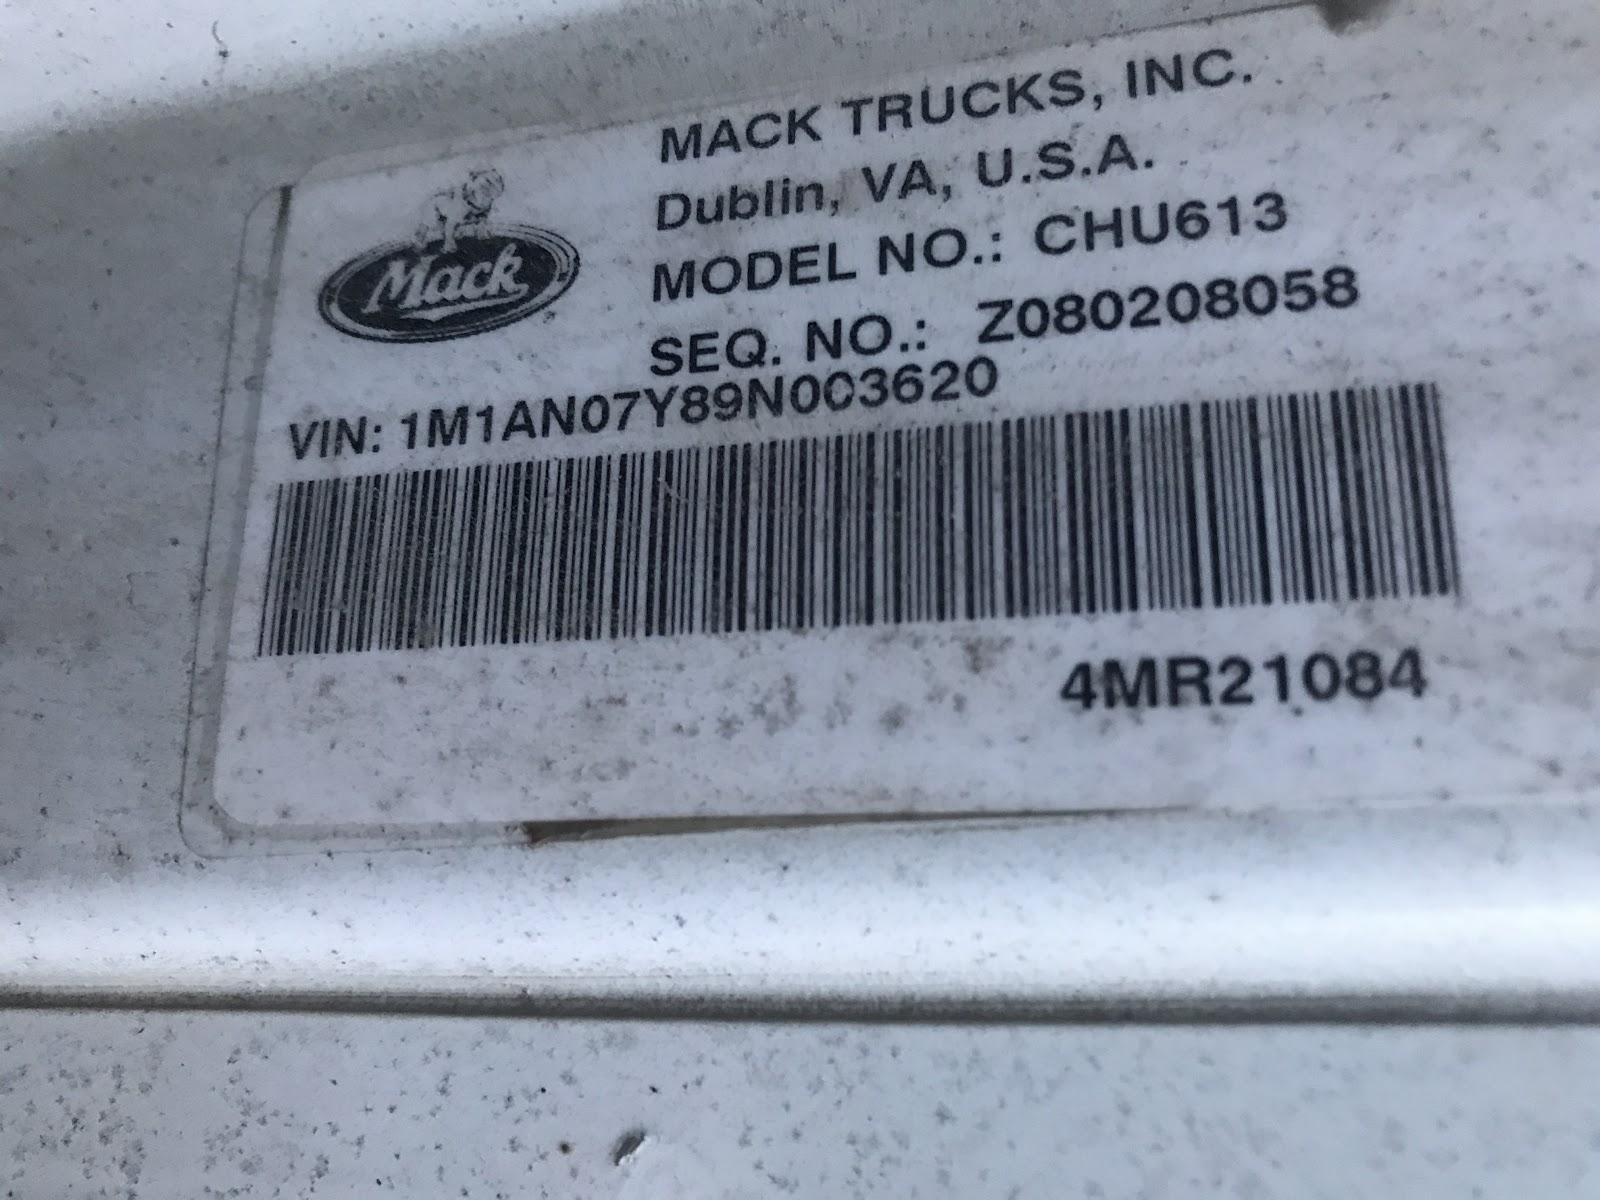 Mack
MACK TRUCKS, INC.
Dublin, VA, U.S.A.
MODEL NO.: CHU613
SEQ. NO.: Z080208058
VIN: 1M1AN07Y89N003620
4MR21084